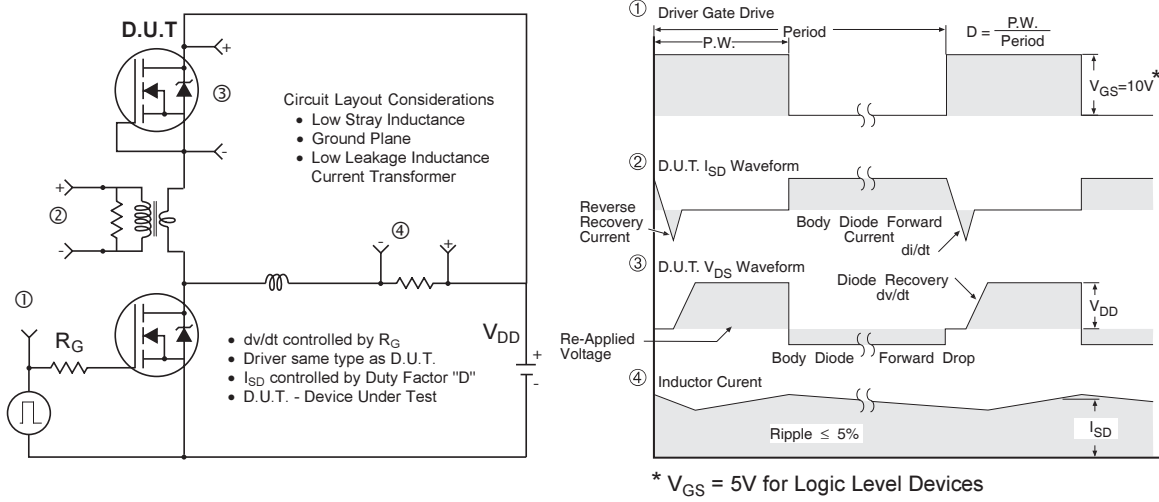 D.U.T
+
③
-
Circuit Layout Considerations
• Low Stray Inductance
• Ground Plane
• Low Leakage Inductance
Current Transformer
+
②
-
④
-
+
①
R_G
• dv/dt controlled by R_G
• Driver same type as D.U.T.
• I_SD controlled by Duty Factor "D"
• D.U.T. - Device Under Test
V_DD
+
-
① Driver Gate Drive
Period
P.W.
D = P.W.
Period
V_GS=10V*
② D.U.T. I_SD Waveform
Reverse
Recovery
Current
Body Diode Forward
Current
di/dt
③ D.U.T. V_DS Waveform
Diode Recovery
dv/dt
V_DD
Re-Applied
Voltage
Body Diode Forward Drop
④ Inductor Curent
Ripple ≤ 5%
I_SD
* V_GS = 5V for Logic Level Devices